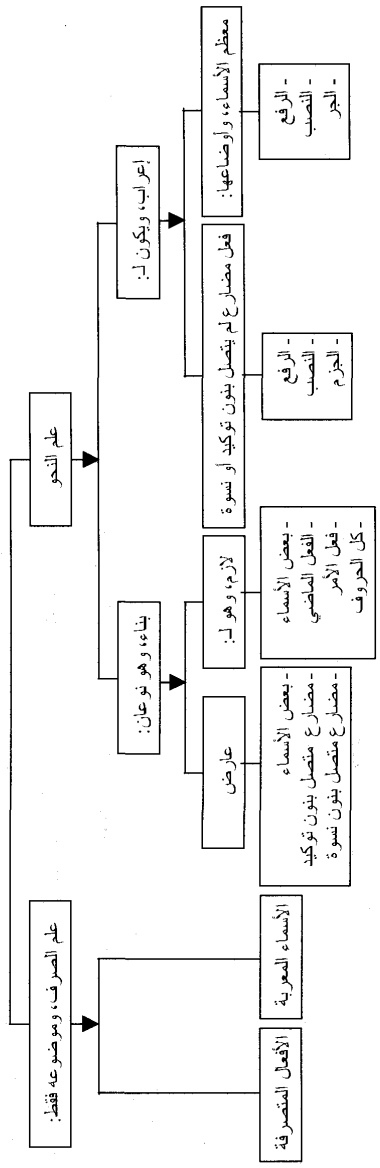 علم النحو
علم الصرف، وموضوعه فقط:
إعراب، ويكون لـ:
بناء، وهو نوعان:
معظم الأسماء، وأوضاعها:
فعل مضارع لم يتصل بنون توكيد أو نسوة
لازم، وهو لـ:
عارض
- الرفع
- النصب
- الجر
- الرفع
- النصب
- الجزم
- بعض الأسماء
- الفعل الماضي
- فعل الأمر
- كل الحروف
- بعض الأسماء
- مضارع متصل بنون توكيد
- مضارع متصل بنون نسوة
الأسماء المعربة
الأفعال المتصرفة